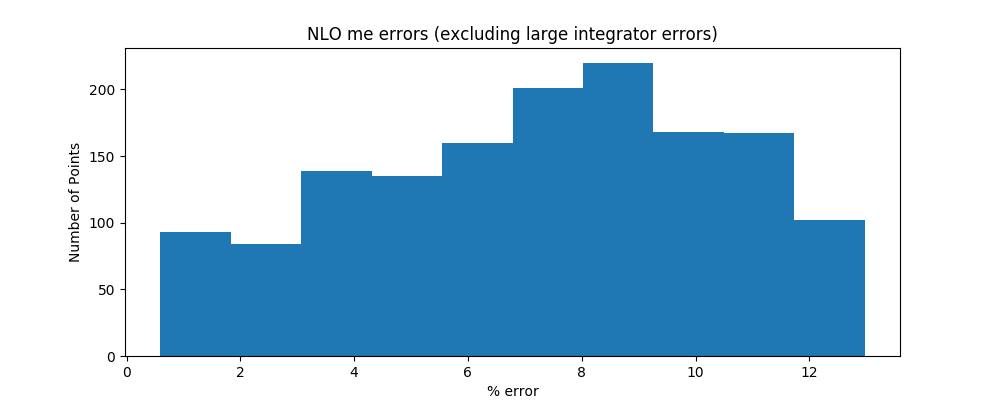 NLO me errors (excluding large integrator errors)
Number of Points
200
150
100
50
0
0 2 4 6 8 10 12
% error